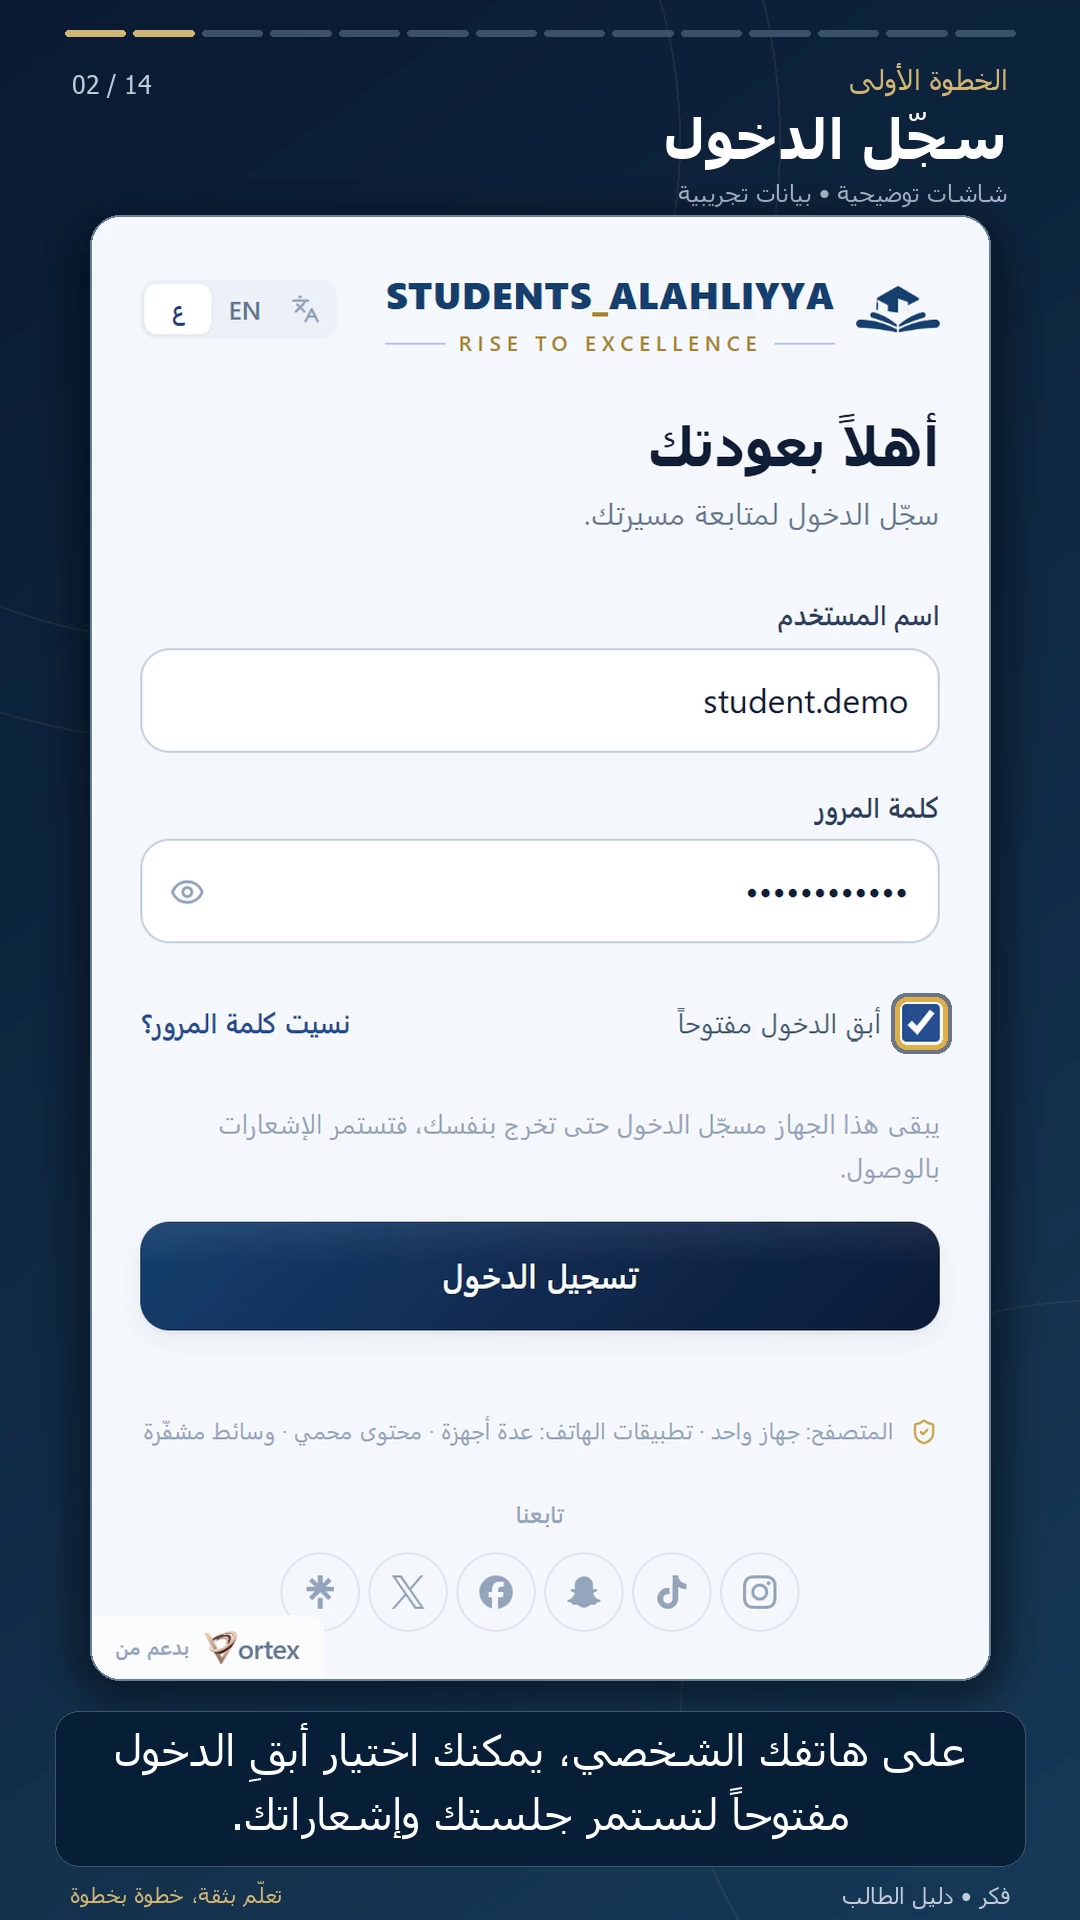 02 / 14
الخطوة الأولى
سجّل الدخول
شاشات توضيحية • بيانات تجريبية
STUDENTS_ALAHLIYYA
RISE TO EXCELLENCE
EN
ع
أهلاً بعودتك
سجّل الدخول لمتابعة مسيرتك.
اسم المستخدم
student.demo
كلمة المرور
••••••••••••
أبقِ الدخول مفتوحاً
نسيت كلمة المرور؟
يبقى هذا الجهاز مسجّل الدخول حتى تخرج بنفسك، فتستمر الإشعارات
بالوصول.
تسجيل الدخول
المتصفح: جهاز واحد · تطبيقات الهاتف: عدة أجهزة · محتوى محمي · وسائط مشفّرة
تابعنا
بدعم من Vortex
على هاتفك الشخصي، يمكنك اختيار أبقِ الدخول
مفتوحاً لتستمر جلستك وإشعاراتك.
فكر • دليل الطالب
تعلّم بثقة، خطوة بخطوة